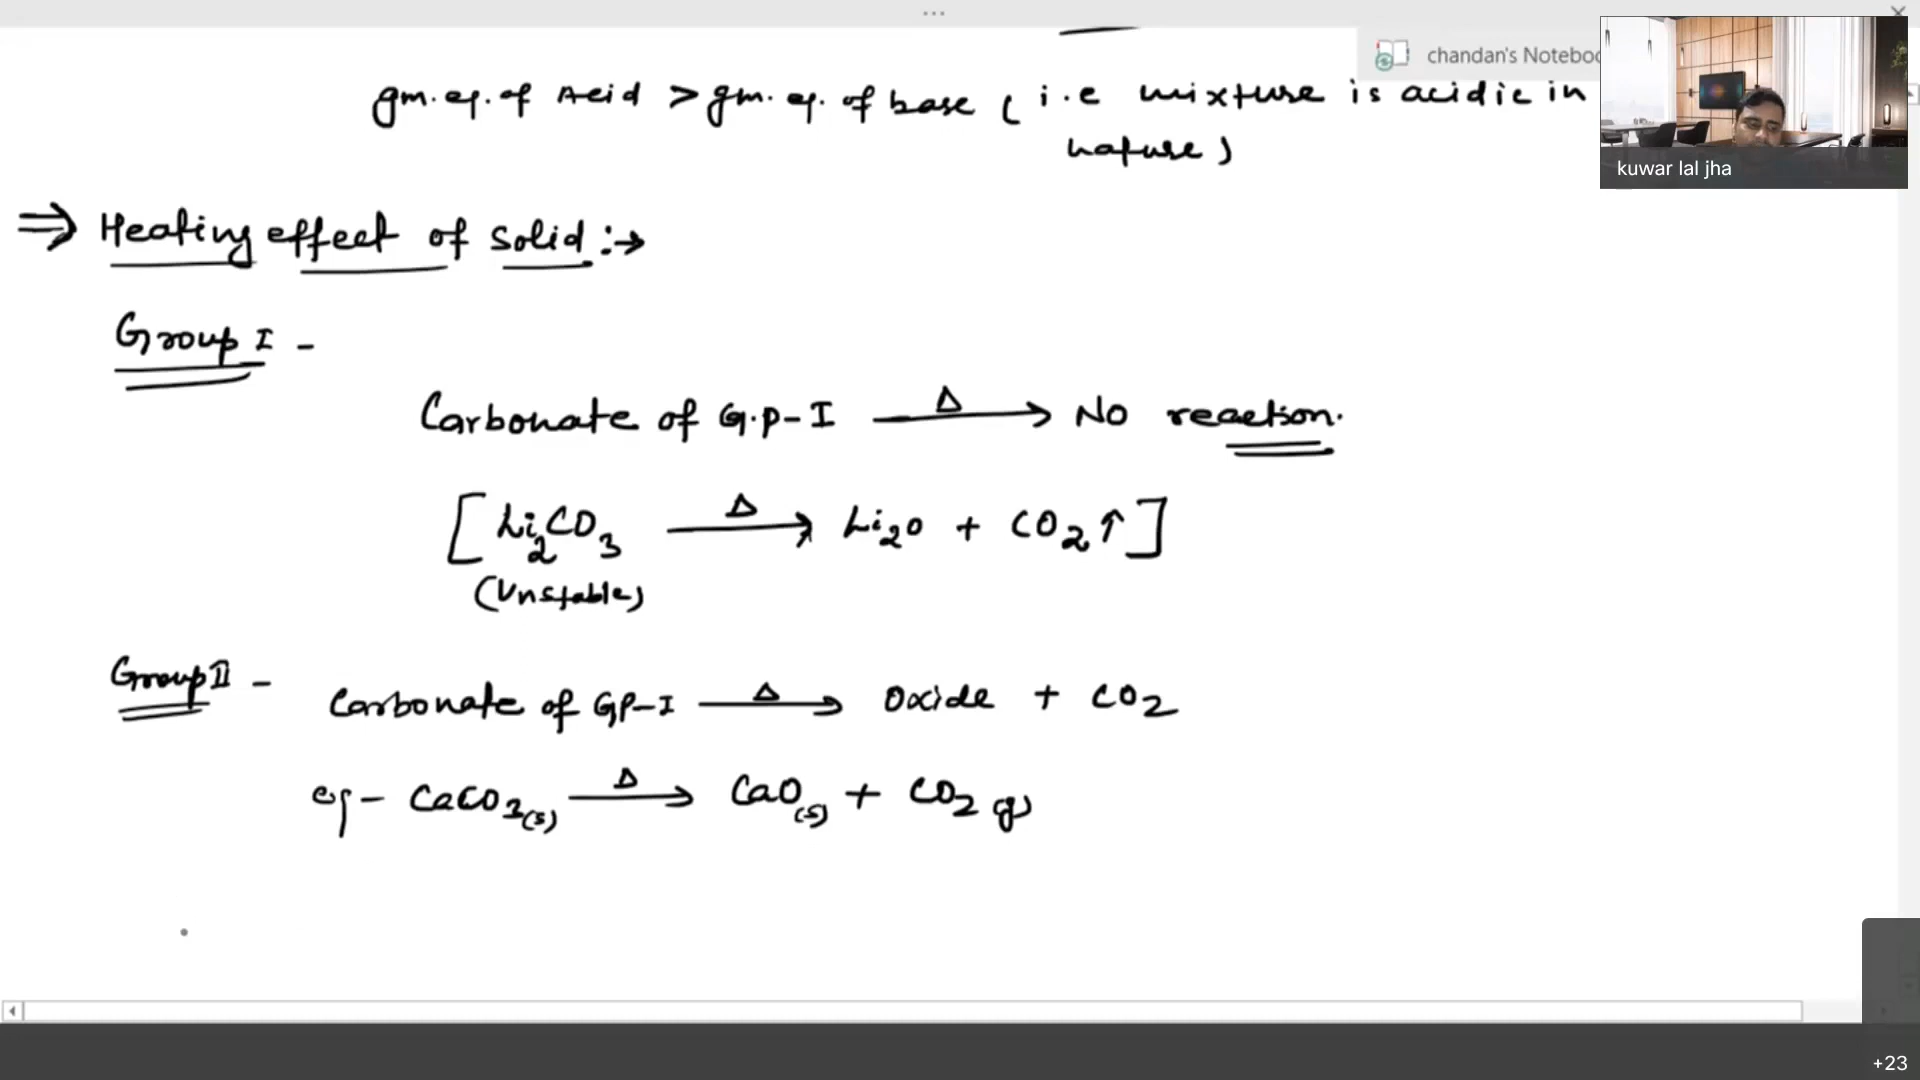 chandan's Notebo
gm. eq. of Acid > gm. eq. of base ( i.e mixture is acidic in
nature)
kuwar lal jha
⇒ Heating effect of solid :→
Group I -
Carbonate of G.P-I —Δ→ No reaction.
[Li₂CO₃ —Δ→ Li₂O + CO₂↑]
(Unstable)
Group II -
Carbonate of GP-I —Δ→ Oxide + CO₂
eg - CaCO₃(s) —Δ→ CaO(s) + CO₂(g)
+23